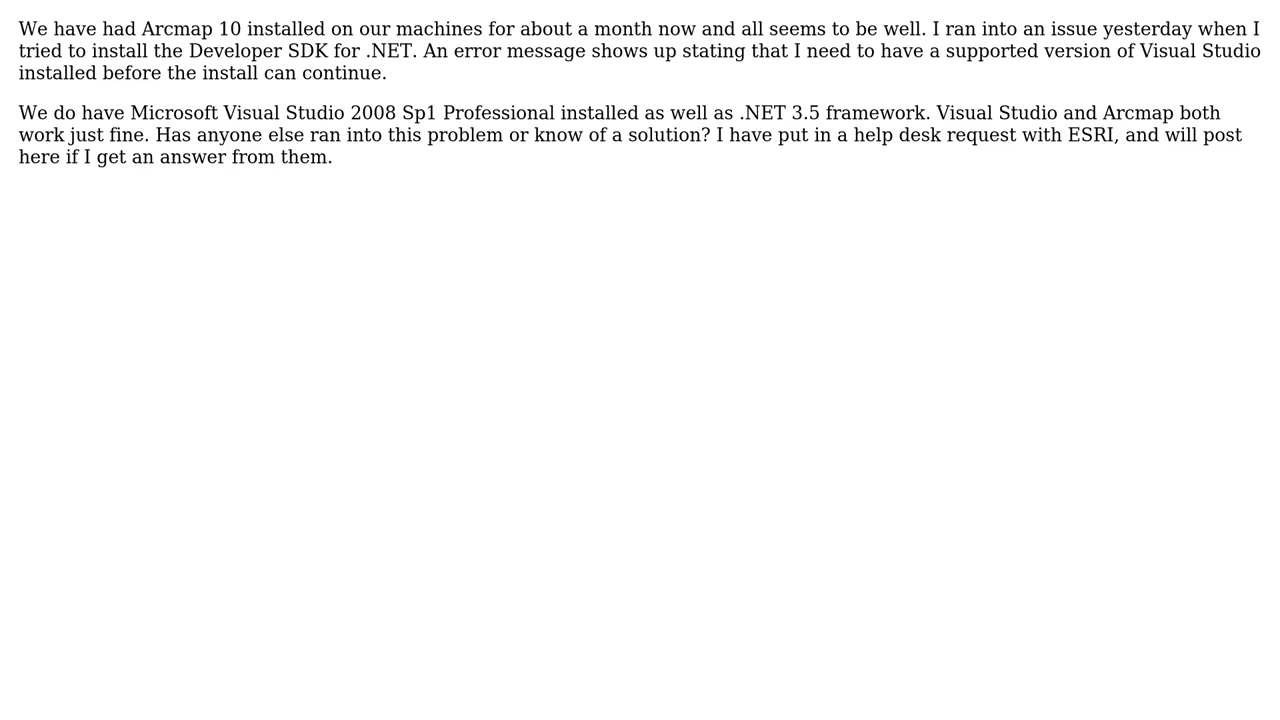 We have had Arcmap 10 installed on our machines for about a month now and all seems to be well. I ran into an issue yesterday when I
tried to install the Developer SDK for .NET. An error message shows up stating that I need to have a supported version of Visual Studio
installed before the install can continue.
We do have Microsoft Visual Studio 2008 Sp1 Professional installed as well as .NET 3.5 framework. Visual Studio and Arcmap both
work just fine. Has anyone else ran into this problem or know of a solution? I have put in a help desk request with ESRI, and will post
here if I get an answer from them.